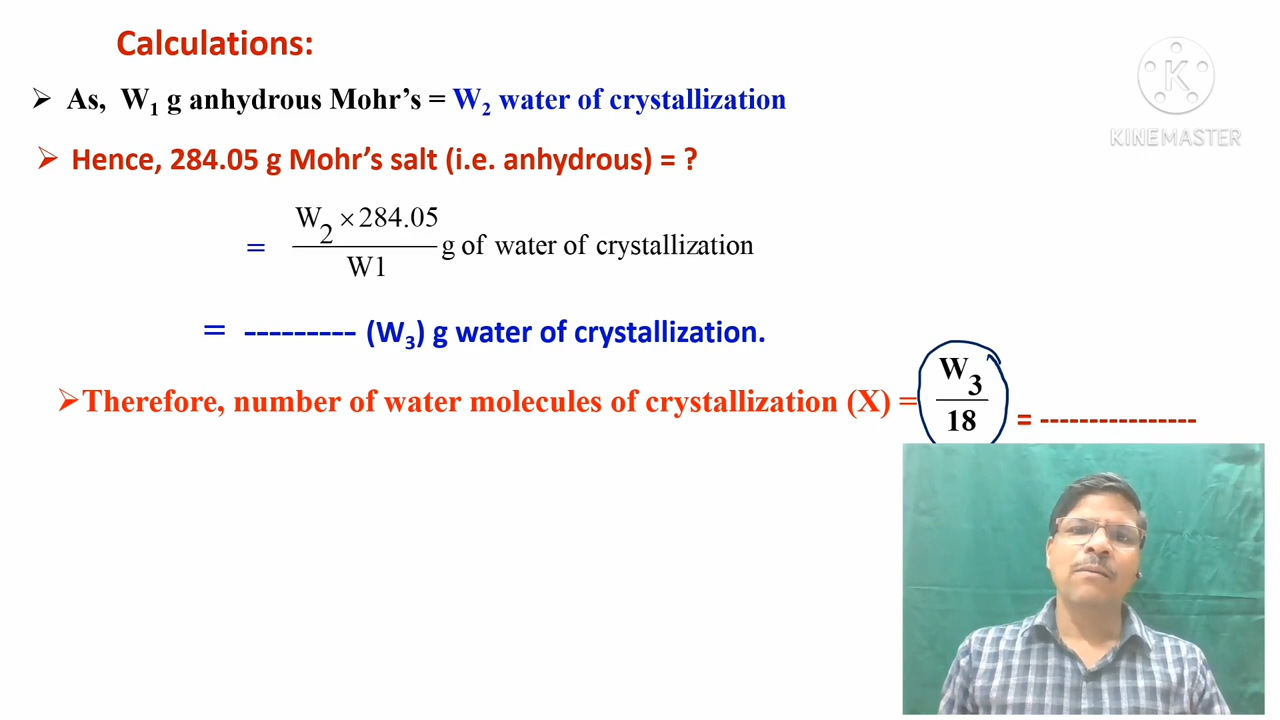 Calculations:
K
KINEMASTER
➢ As, W₁ g anhydrous Mohr’s = W₂ water of crystallization
➢ Hence, 284.05 g Mohr’s salt (i.e. anhydrous) = ?
W₂ × 284.05
= g of water of crystallization
W1
= --------- (W₃) g water of crystallization.
W₃
➢Therefore, number of water molecules of crystallization (X) =
18 = ----------------